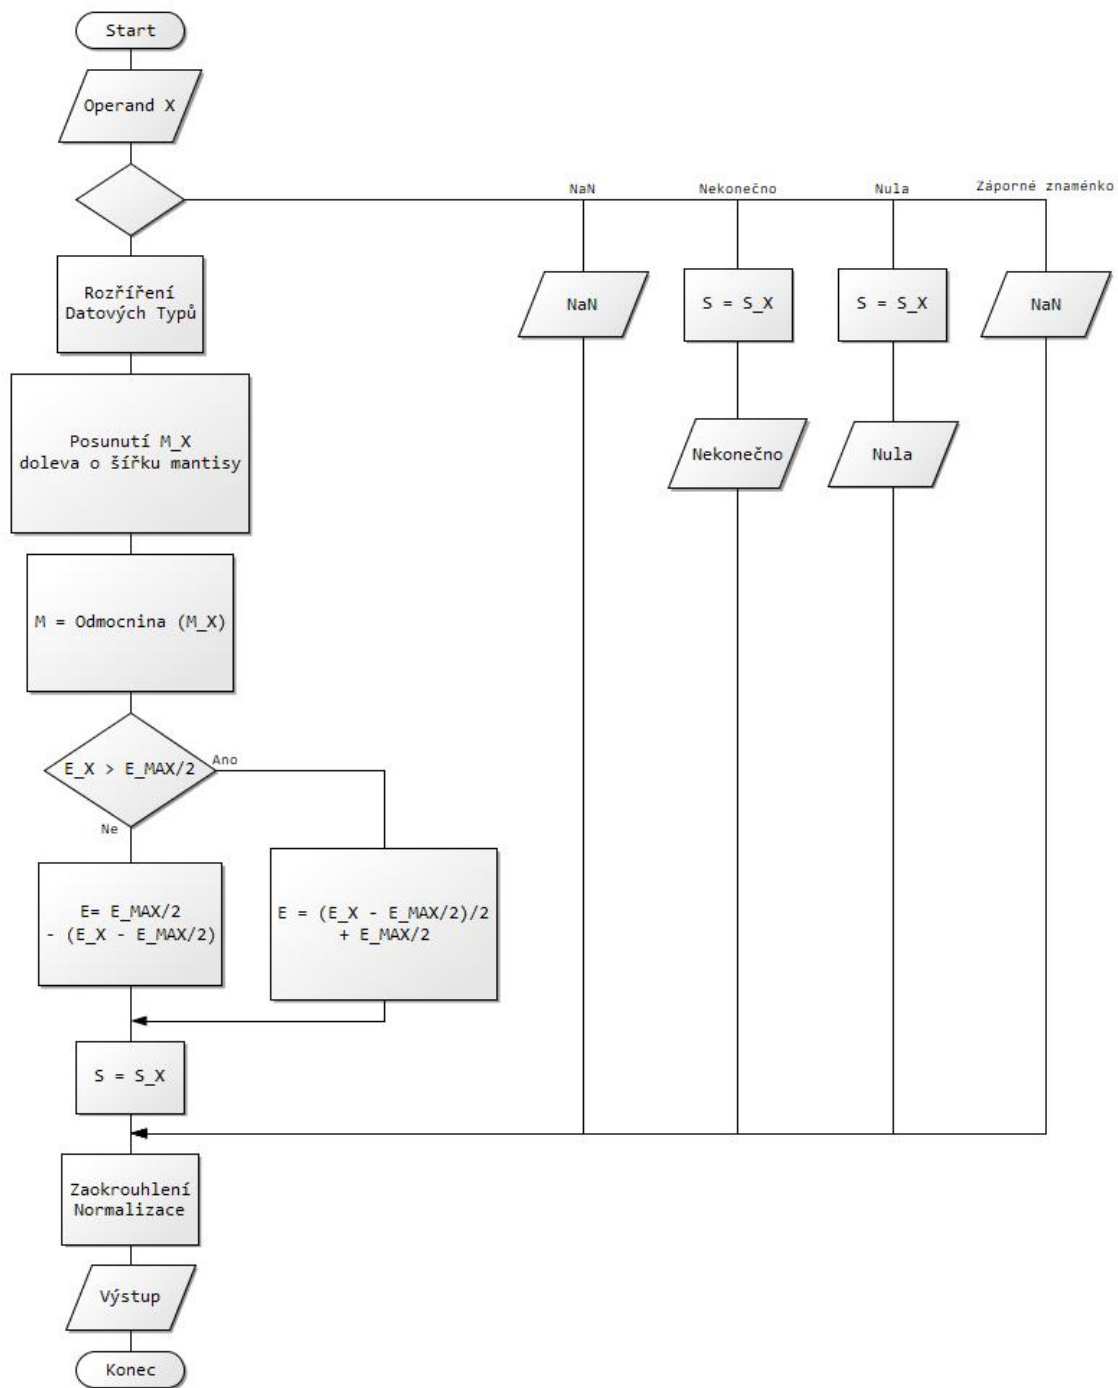 Start
Operand X
NaN
Nekonečno
Nula
Záporné znaménko
Rozříření
Datových Typů
NaN
S = S_X
S = S_X
NaN
Posunutí M_X
doleva o šířku mantisy
Nekonečno
Nula
M = Odmocnina (M_X)
E_X > E_MAX/2
Ano
Ne
E= E_MAX/2
- (E_X - E_MAX/2)
E = (E_X - E_MAX/2)/2
+ E_MAX/2
S = S_X
Zaokrouhlení
Normalizace
Výstup
Konec